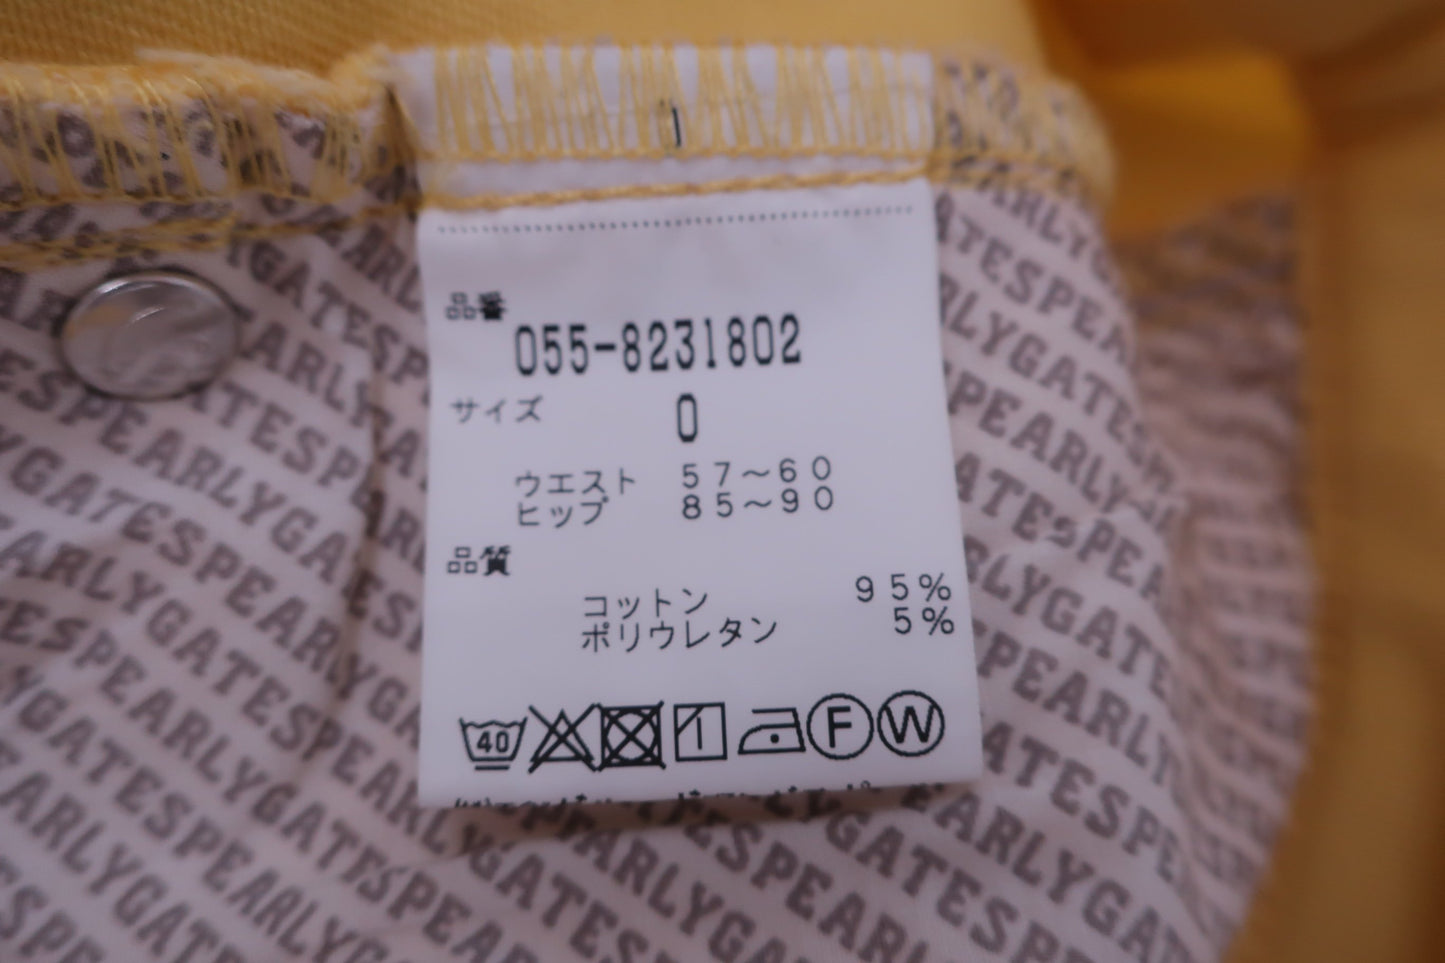 品番
055-8231802
サイズ 0
ウエスト 57～60
ヒップ 85～90
品質
コットン 95%
ポリウレタン 5%
40 F W
PEARLYGATES